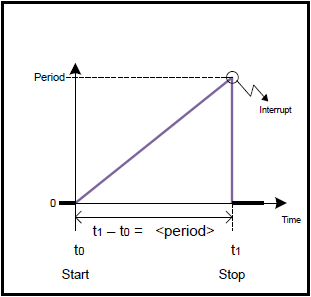 Period
Interrupt
0
Time
t1 – t0 = <period>
t0
t1
Start
Stop